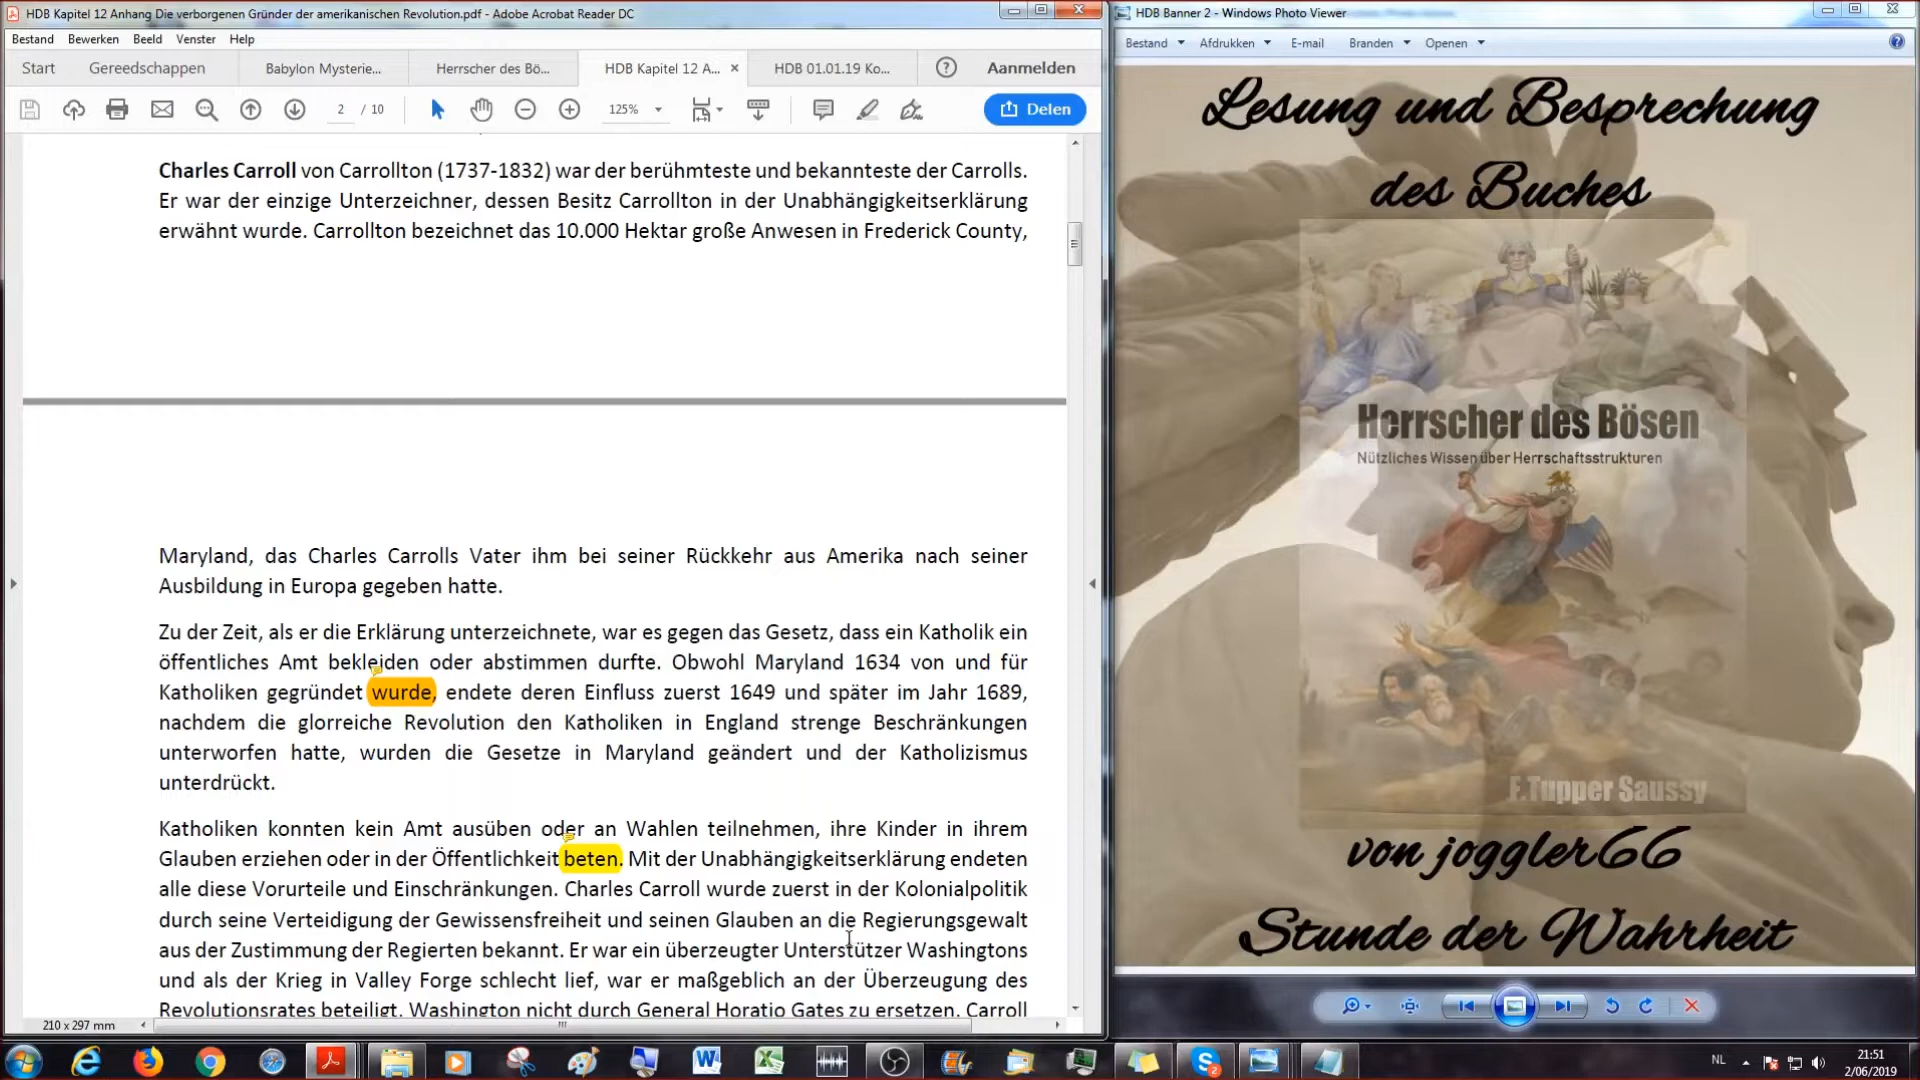 HDB Kapitel 12 Anhang Die verborgenen Gründer der amerikanischen Revolution.pdf - Adobe Acrobat Reader DC
Bestand Bewerken Beeld Venster Help
Start Gereedschappen Babylon Mysterie... Herrscher des Bö... HDB Kapitel 12 A... × HDB 01.01.19 Ko... ? Aanmelden
2 / 10 125% Delen
Charles Carroll von Carrollton (1737-1832) war der berühmteste und bekannteste der Carrolls.
Er war der einzige Unterzeichner, dessen Besitz Carrollton in der Unabhängigkeitserklärung
erwähnt wurde. Carrollton bezeichnet das 10.000 Hektar große Anwesen in Frederick County,
Maryland, das Charles Carrolls Vater ihm bei seiner Rückkehr aus Amerika nach seiner
Ausbildung in Europa gegeben hatte.
Zu der Zeit, als er die Erklärung unterzeichnete, war es gegen das Gesetz, dass ein Katholik ein
öffentliches Amt bekleiden oder abstimmen durfte. Obwohl Maryland 1634 von und für
Katholiken gegründet wurde, endete deren Einfluss zuerst 1649 und später im Jahr 1689,
nachdem die glorreiche Revolution den Katholiken in England strenge Beschränkungen
unterworfen hatte, wurden die Gesetze in Maryland geändert und der Katholizismus
unterdrückt.
Katholiken konnten kein Amt ausüben oder an Wahlen teilnehmen, ihre Kinder in ihrem
Glauben erziehen oder in der Öffentlichkeit beten. Mit der Unabhängigkeitserklärung endeten
alle diese Vorurteile und Einschränkungen. Charles Carroll wurde zuerst in der Kolonialpolitik
durch seine Verteidigung der Gewissensfreiheit und seinen Glauben an die Regierungsgewalt
aus der Zustimmung der Regierten bekannt. Er war ein überzeugter Unterstützer Washingtons
und als der Krieg in Valley Forge schlecht lief, war er maßgeblich an der Überzeugung des
Revolutionsrates beteiligt, Washington nicht durch General Horatio Gates zu ersetzen. Carroll
210 x 297 mm
HDB Banner 2 - Windows Photo Viewer
Bestand Afdrukken E-mail Branden Openen
Lesung und Besprechung
des Buches
Herrscher des Bösen
Nützliches Wissen über Herrschaftsstrukturen
F.Tupper Saussy
von joggler66
Stunde der Wahrheit
NL
21:51
2/06/2019